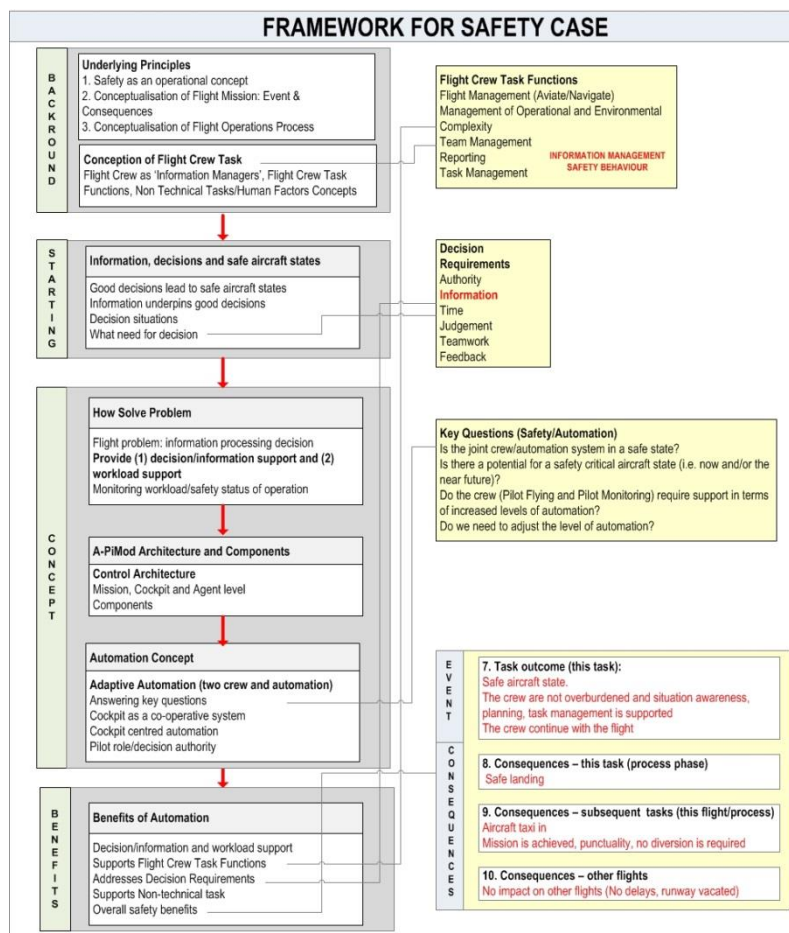 FRAMEWORK FOR SAFETY CASE
BACKROUND
Underlying Principles
1. Safety as an operational concept
2. Conceptualisation of Flight Mission: Event &
Consequences
3. Conceptualisation of Flight Operations Process
Conception of Flight Crew Task
Flight Crew as 'Information Managers', Flight Crew Task
Functions, Non Technical Tasks/Human Factors Concepts
Flight Crew Task Functions
Flight Management (Aviate/Navigate)
Management of Operational and Environmental
Complexity
Team Management
Reporting
Task Management
INFORMATION MANAGEMENT
SAFETY BEHAVIOUR
STARTING
Information, decisions and safe aircraft states
Good decisions lead to safe aircraft states
Information underpins good decisions
Decision situations
What need for decision
Decision
Requirements
Authority
Information
Time
Judgement
Teamwork
Feedback
CONCEPT
How Solve Problem
Flight problem: information processing decision
Provide (1) decision/information support and (2)
workload support
Monitoring workload/safety status of operation
Key Questions (Safety/Automation)
Is the joint crew/automation system in a safe state?
Is there a potential for a safety critical aircraft state (i.e. now and/or the
near future)?
Do the crew (Pilot Flying and Pilot Monitoring) require support in terms
of increased levels of automation?
Do we need to adjust the level of automation?
A-PiMod Architecture and Components
Control Architecture
Mission, Cockpit and Agent level
Components
Automation Concept
Adaptive Automation (two crew and automation)
Answering key questions
Cockpit as a co-operative system
Cockpit centred automation
Pilot role/decision authority
BENEFITS
Benefits of Automation
Decision/information and workload support
Supports Flight Crew Task Functions
Addresses Decision Requirements
Supports Non-technical task
Overall safety benefits
EVENT
7. Task outcome (this task):
Safe aircraft state.
The crew are not overburdened and situation awareness,
planning, task management is supported
The crew continue with the flight
CONSEQUENCES
8. Consequences – this task (process phase)
Safe landing
9. Consequences – subsequent tasks (this flight/process)
Aircraft taxi in
Mission is achieved, punctuality, no diversion is required
10. Consequences – other flights
No impact on other flights (No delays, runway vacated)